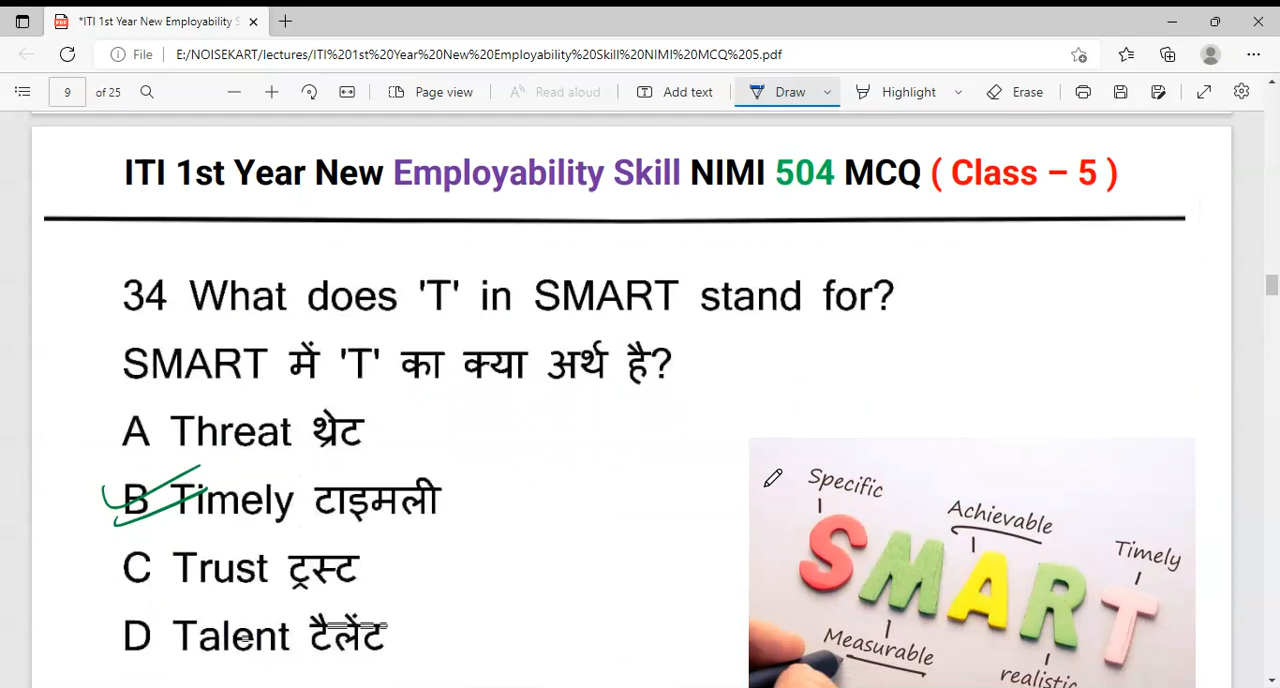 *ITI 1st Year New Employability S
File
E:/NOISEKART/lectures/ITI%201st%20Year%20New%20Employability%20Skill%20NIMI%20MCQ%205.pdf
9 of 25
Page view
Read aloud
Add text
Draw
Highlight
Erase
ITI 1st Year New Employability Skill NIMI 504 MCQ ( Class – 5 )
34 What does 'T' in SMART stand for?
SMART में 'T' का क्या अर्थ है?
A Threat थ्रेट
B Timely टाइमली
C Trust ट्रस्ट
D Talent टैलेंट
Specific
Achievable
Timely
SMART
Measurable
realistic